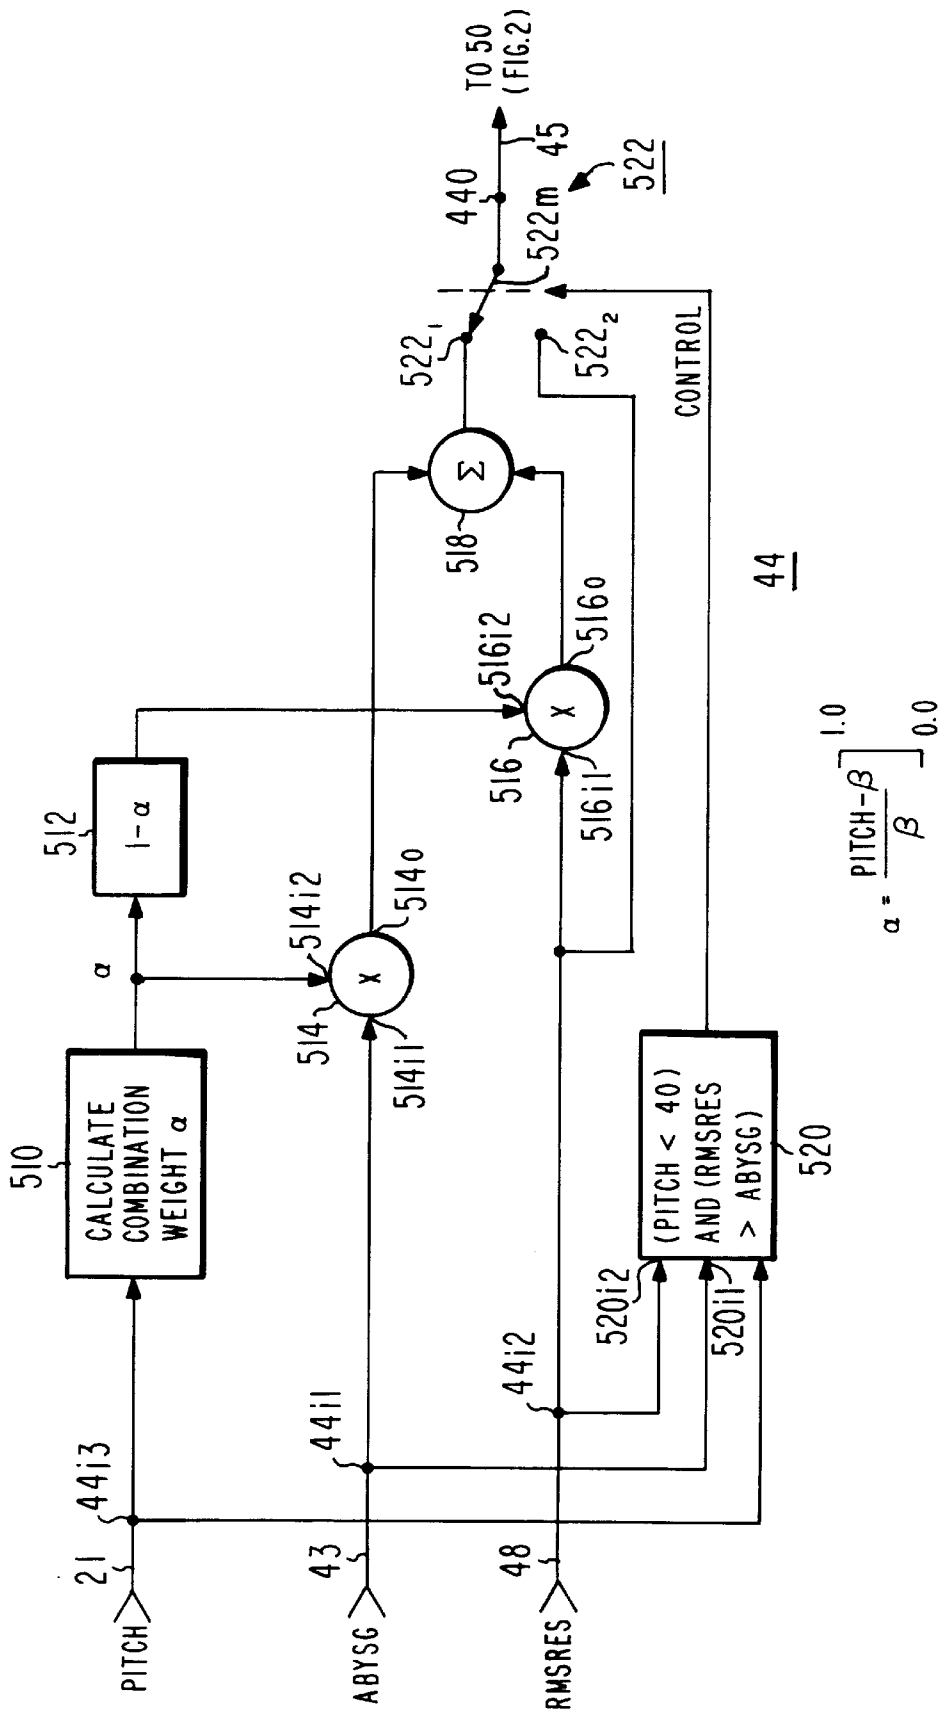 PITCH
21
44i3
510
CALCULATE
COMBINATION
WEIGHT α
α
512
1-α
ABYSG
43
44i1
514i1
514
514i2
X
514o
RMSRES
48
44i2
516i1
516
516i2
X
516o
518
Σ
522₁
522₂
522m
440
45
TO 50
(FIG.2)
522
CONTROL
520i2
520i1
(PITCH < 40)
AND (RMSRES
> ABYSG)
520
44
α = PITCH-β / β ] 1.0 0.0